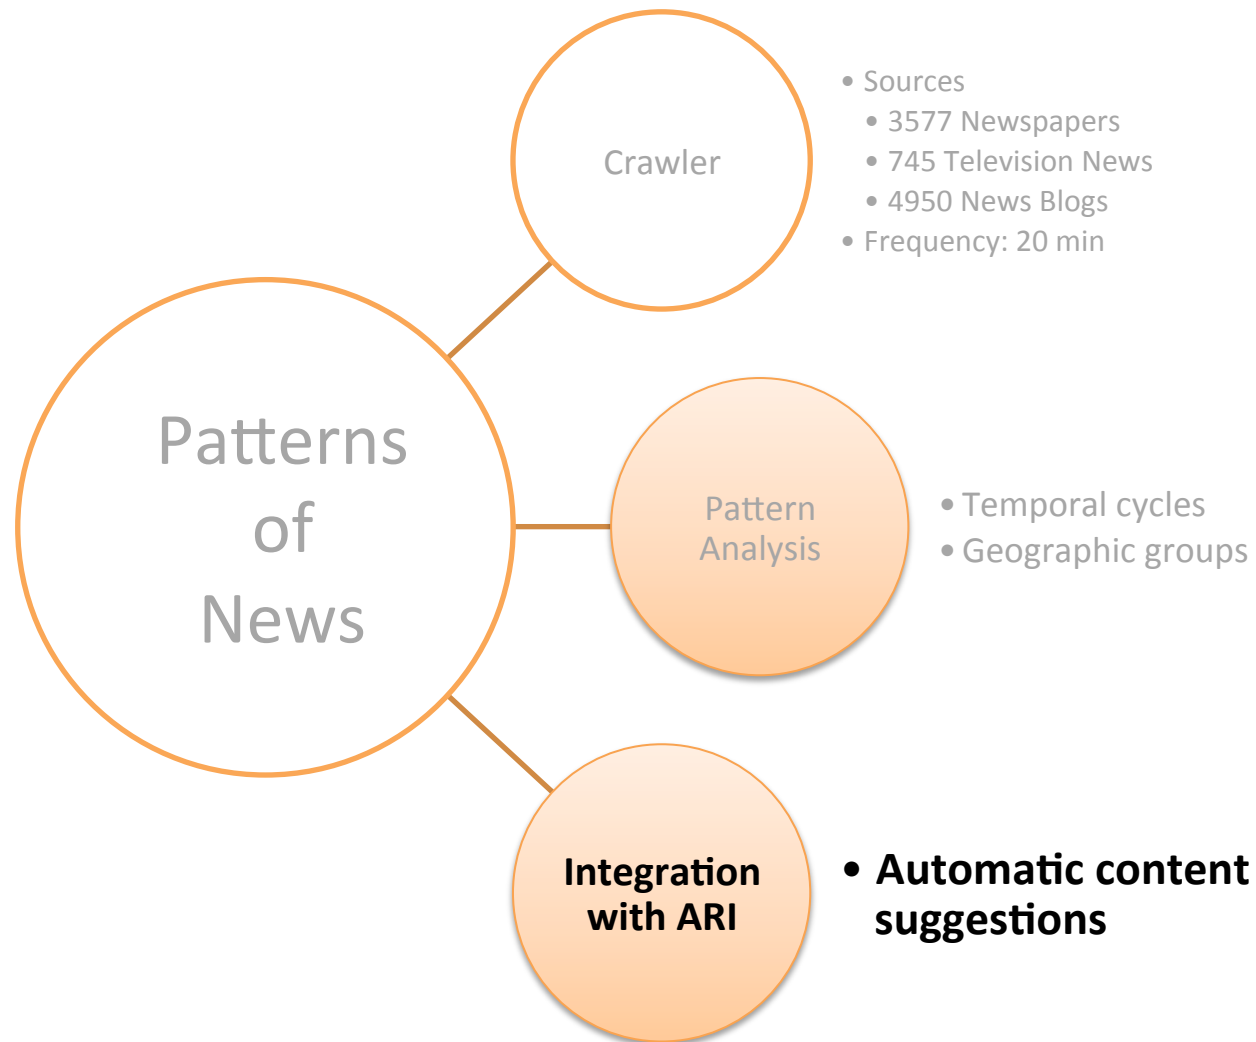 Patterns
of
News
Crawler
• Sources
• 3577 Newspapers
• 745 Television News
• 4950 News Blogs
• Frequency: 20 min
Pattern
Analysis
• Temporal cycles
• Geographic groups
Integration
with ARI
• Automatic content
suggestions